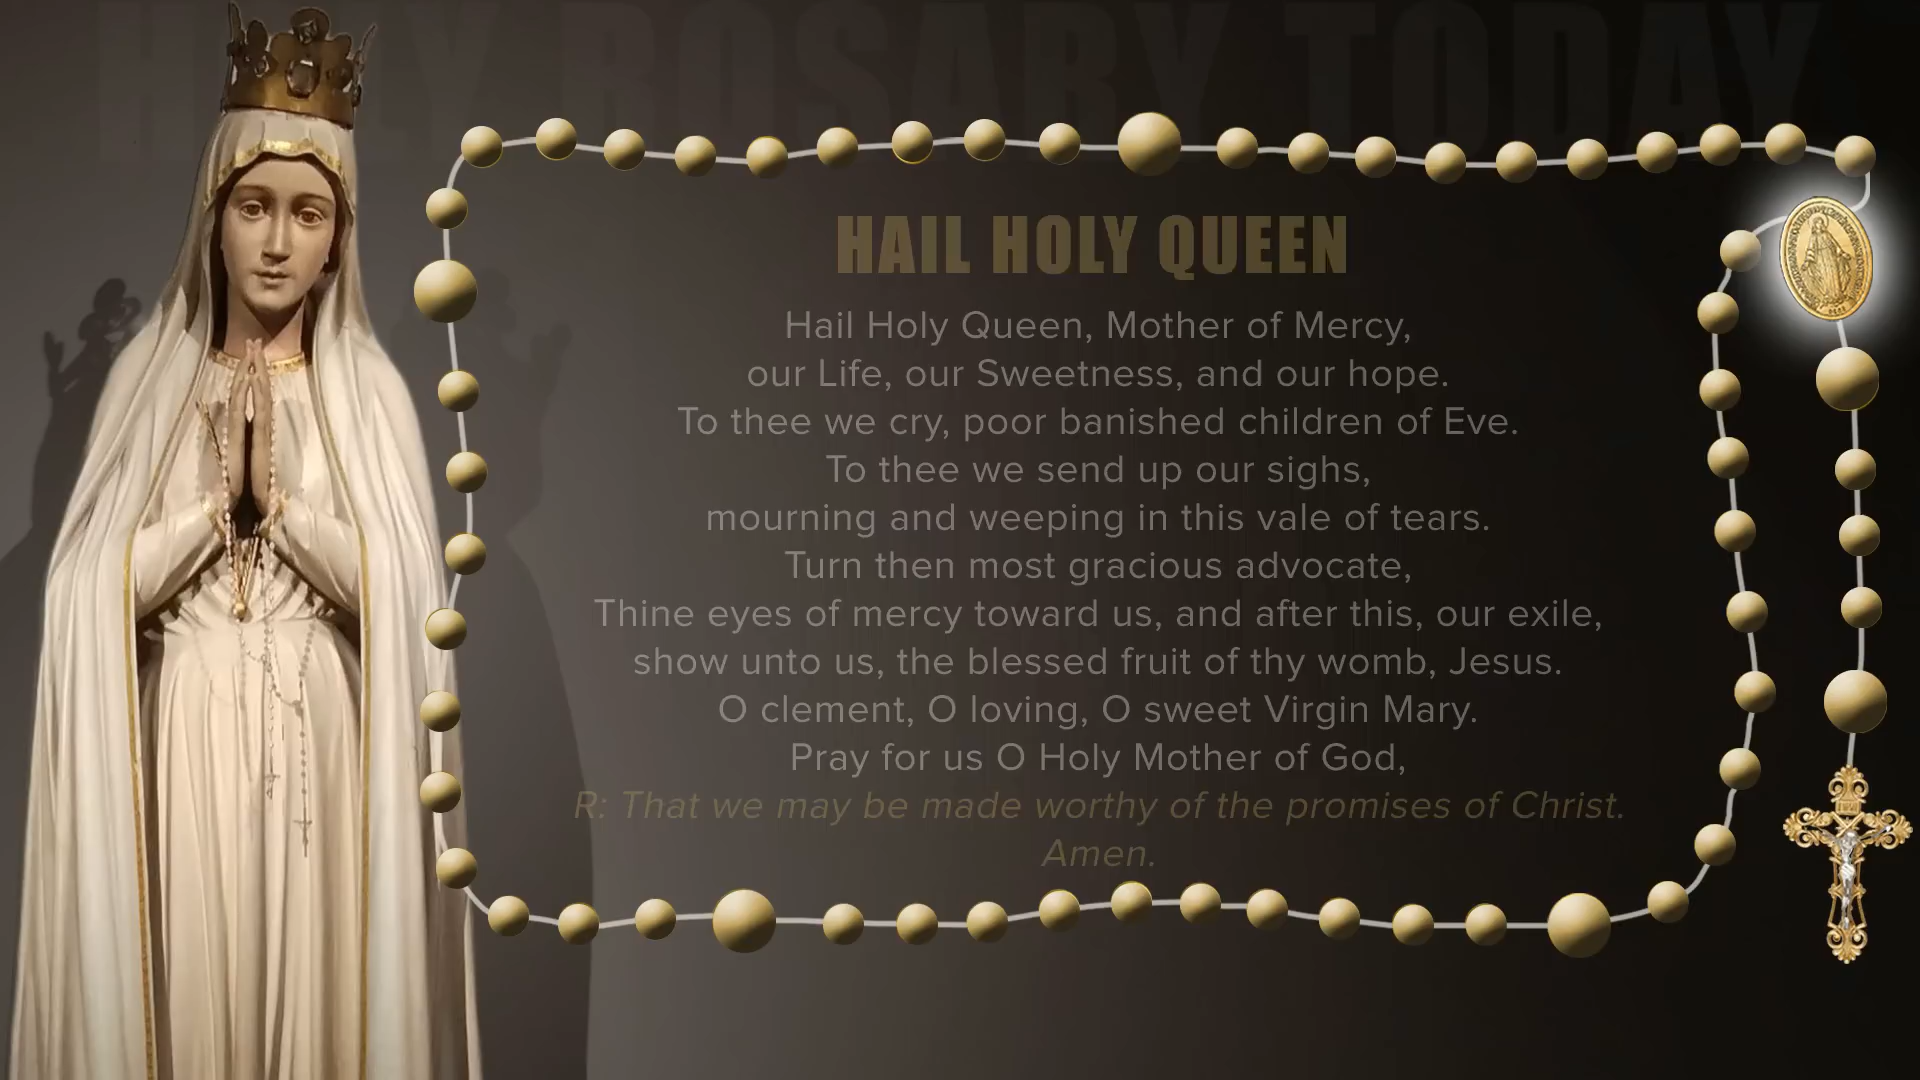 HOLY ROSARY TODAY
HAIL HOLY QUEEN
Hail Holy Queen, Mother of Mercy,
our Life, our Sweetness, and our hope.
To thee we cry, poor banished children of Eve.
To thee we send up our sighs,
mourning and weeping in this vale of tears.
Turn then most gracious advocate,
Thine eyes of mercy toward us, and after this, our exile,
show unto us, the blessed fruit of thy womb, Jesus.
O clement, O loving, O sweet Virgin Mary.
Pray for us O Holy Mother of God,
R: That we may be made worthy of the promises of Christ.
Amen.